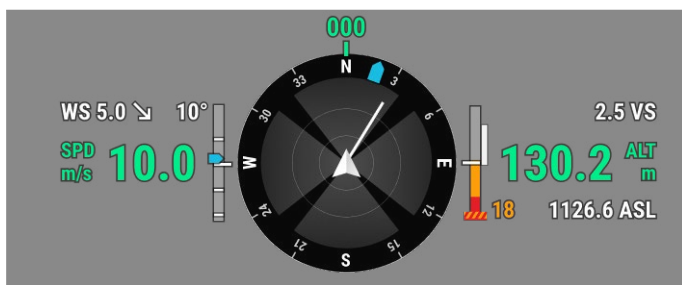 000
N
3
6
E
12
15
S
21
24
W
30
33
WS 5.0 ↘ 10°
SPD
m/s
10.0
2.5 VS
130.2
ALT
m
18
1126.6 ASL